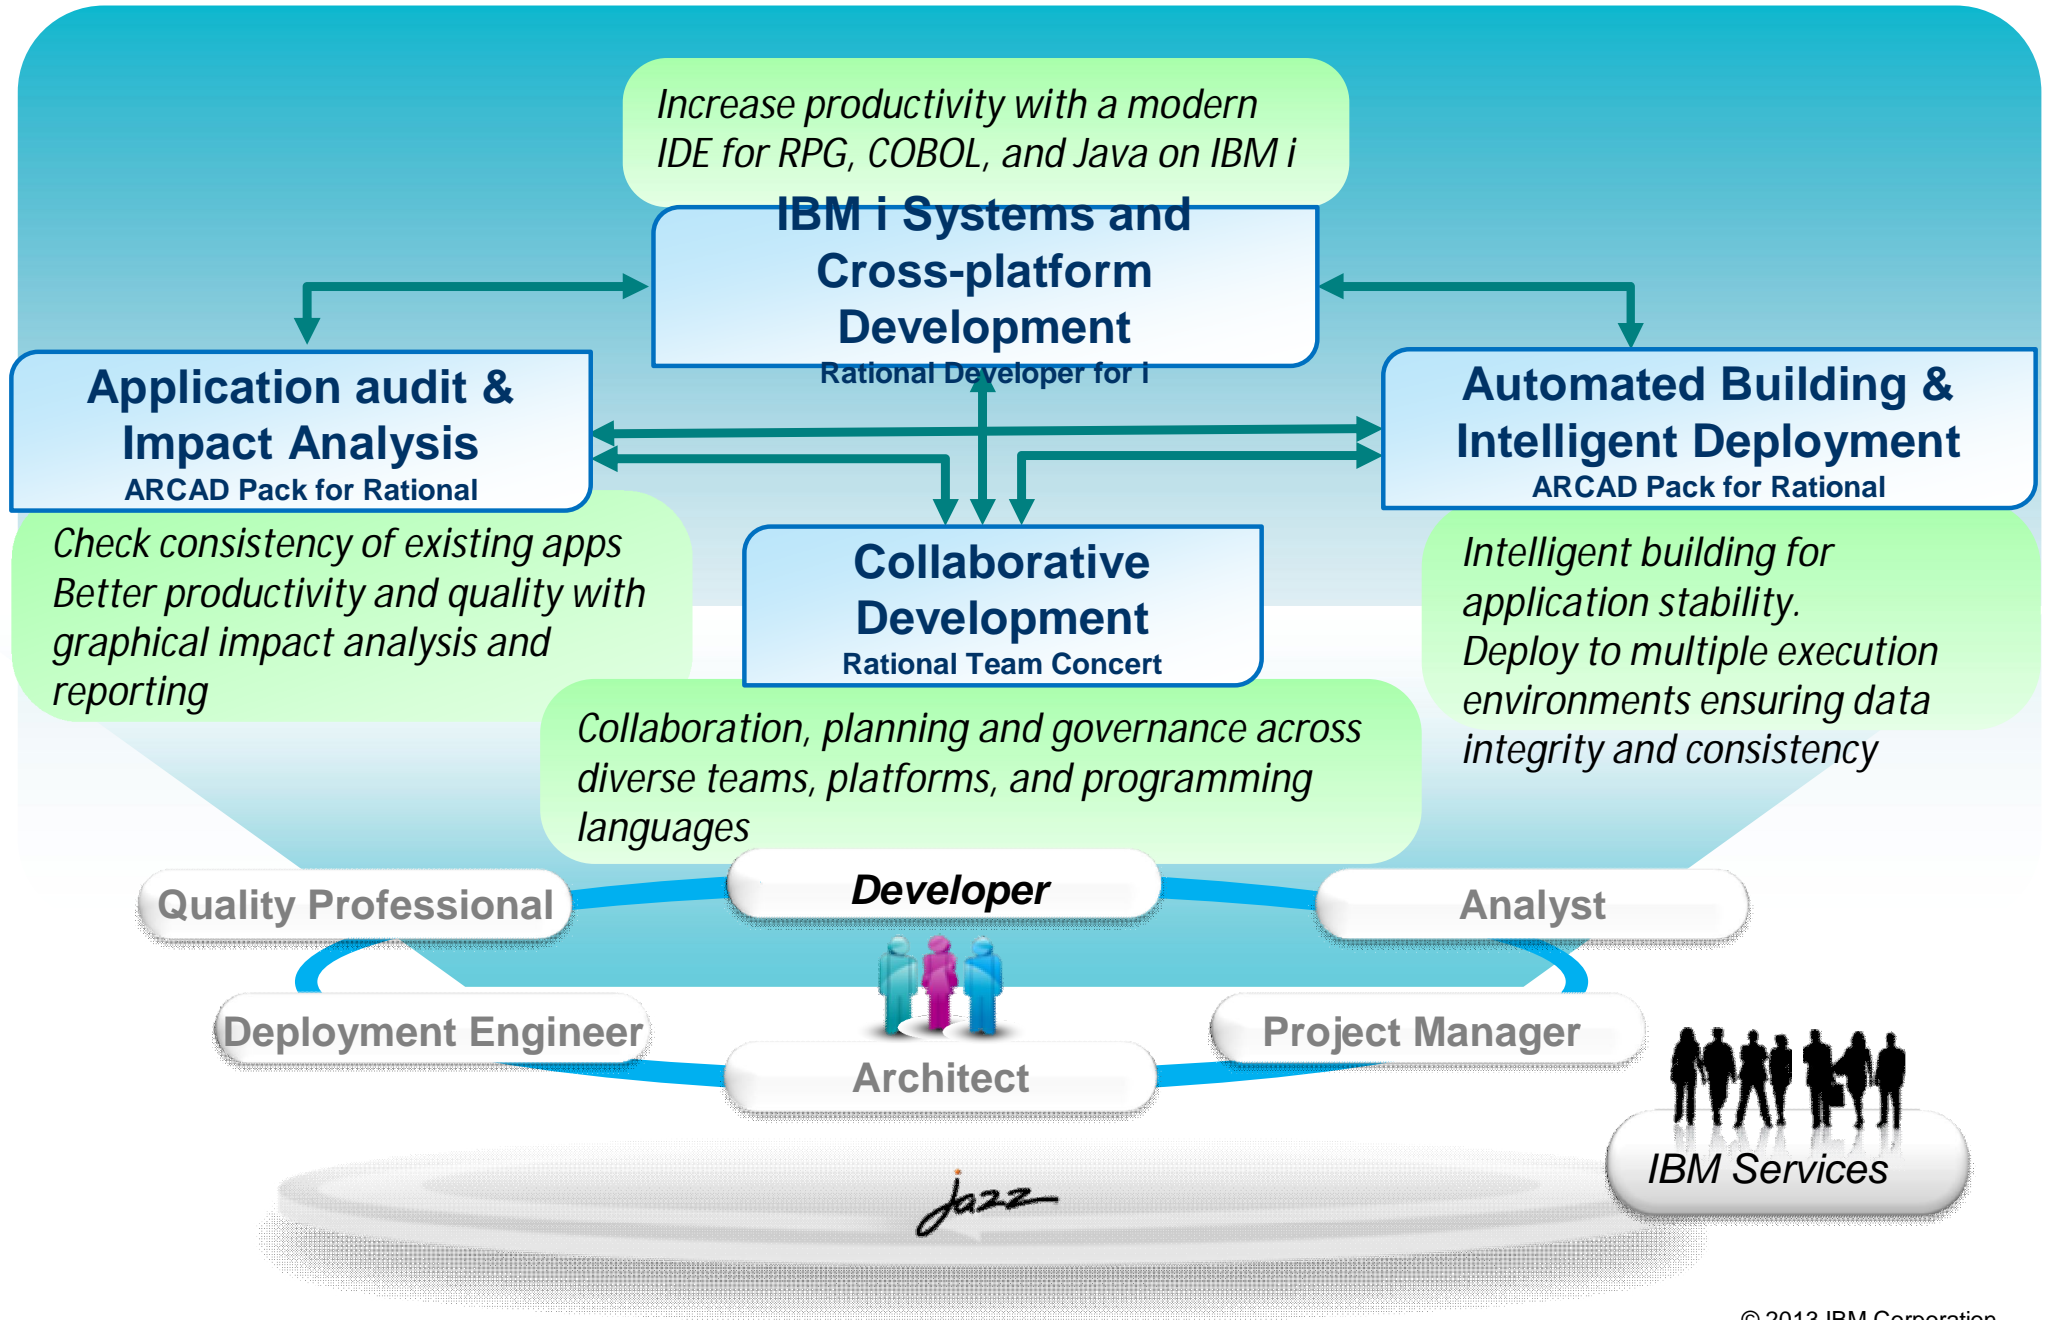 Increase productivity with a modern
IDE for RPG, COBOL, and Java on IBM i
IBM i Systems and
Cross-platform
Development
Rational Developer for i
Application audit &
Impact Analysis
ARCAD Pack for Rational
Automated Building &
Intelligent Deployment
ARCAD Pack for Rational
Check consistency of existing apps
Better productivity and quality with
graphical impact analysis and
reporting
Collaborative
Development
Rational Team Concert
Intelligent building for
application stability.
Deploy to multiple execution
environments ensuring data
integrity and consistency
Collaboration, planning and governance across
diverse teams, platforms, and programming
languages
Quality Professional
Developer
Analyst
Deployment Engineer
Architect
Project Manager
IBM Services
jazz
© 2013 IBM Corporation